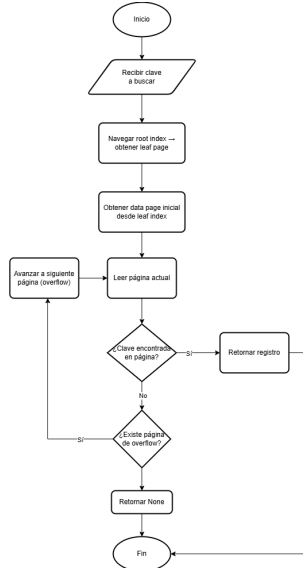 Inicio
Recibir clave
a buscar
Navegar root index →
obtener leaf page
Obtener data page inicial
desde leaf index
Avanzar a siguiente
página (overflow)
Leer página actual
¿Clave encontrada
en página?
Sí
Retornar registro
No
¿Existe página
de overflow?
Sí
Retornar None
Fin